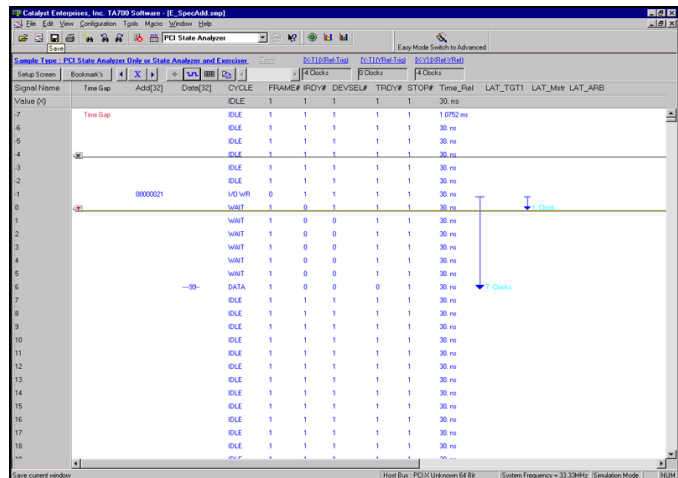 Catalyst Enterprises, Inc. TA700 Software - [E_SpecAdd.smp]
File Edit View Configuration Tools Macro Window Help
PCI State Analyzer
Save
Easy Mode Switch to Advanced
Sample Type : PCI State Analyzer Only or State Analyzer and Exerciser
Setup Screen Bookmark's X -4 Clocks 0 Clocks -4 Clocks
Signal Name Time Gap Add[32] Data[32] CYCLE FRAME# IRDY# DEVSEL# TRDY# STOP# Time_Rel LAT_TGT1 LAT_Mstr LAT_ARB
Value (X) IDLE 1 1 1 1 1 30. ns
-7 Time Gap IDLE 1 1 1 1 1 1.0752 ms
-6 IDLE 1 1 1 1 1 30. ns
-5 IDLE 1 1 1 1 1 30. ns
-4 X IDLE 1 1 1 1 1 30. ns
-3 IDLE 1 1 1 1 1 30. ns
-2 IDLE 1 1 1 1 1 30. ns
-1 00000021 I/O WR 0 1 1 1 1 30. ns
0 T WAIT 1 0 1 1 1 30. ns 1 Clock
1 WAIT 1 0 0 1 1 30. ns
2 WAIT 1 0 0 1 1 30. ns
3 WAIT 1 0 0 1 1 30. ns
4 WAIT 1 0 0 1 1 30. ns
5 WAIT 1 0 0 1 1 30. ns
6 ---99-- DATA 1 0 0 0 1 30. ns 7 Clocks
7 IDLE 1 1 1 1 1 30. ns
8 IDLE 1 1 1 1 1 30. ns
9 IDLE 1 1 1 1 1 30. ns
10 IDLE 1 1 1 1 1 30. ns
11 IDLE 1 1 1 1 1 30. ns
12 IDLE 1 1 1 1 1 30. ns
13 IDLE 1 1 1 1 1 30. ns
14 IDLE 1 1 1 1 1 30. ns
15 IDLE 1 1 1 1 1 30. ns
16 IDLE 1 1 1 1 1 30. ns
17 IDLE 1 1 1 1 1 30. ns
18 IDLE 1 1 1 1 1 30. ns
Save current window Host Bus : PCI-X Unknown 64 Bit System Frequency = 33.33MHz Simulation Mode NUM